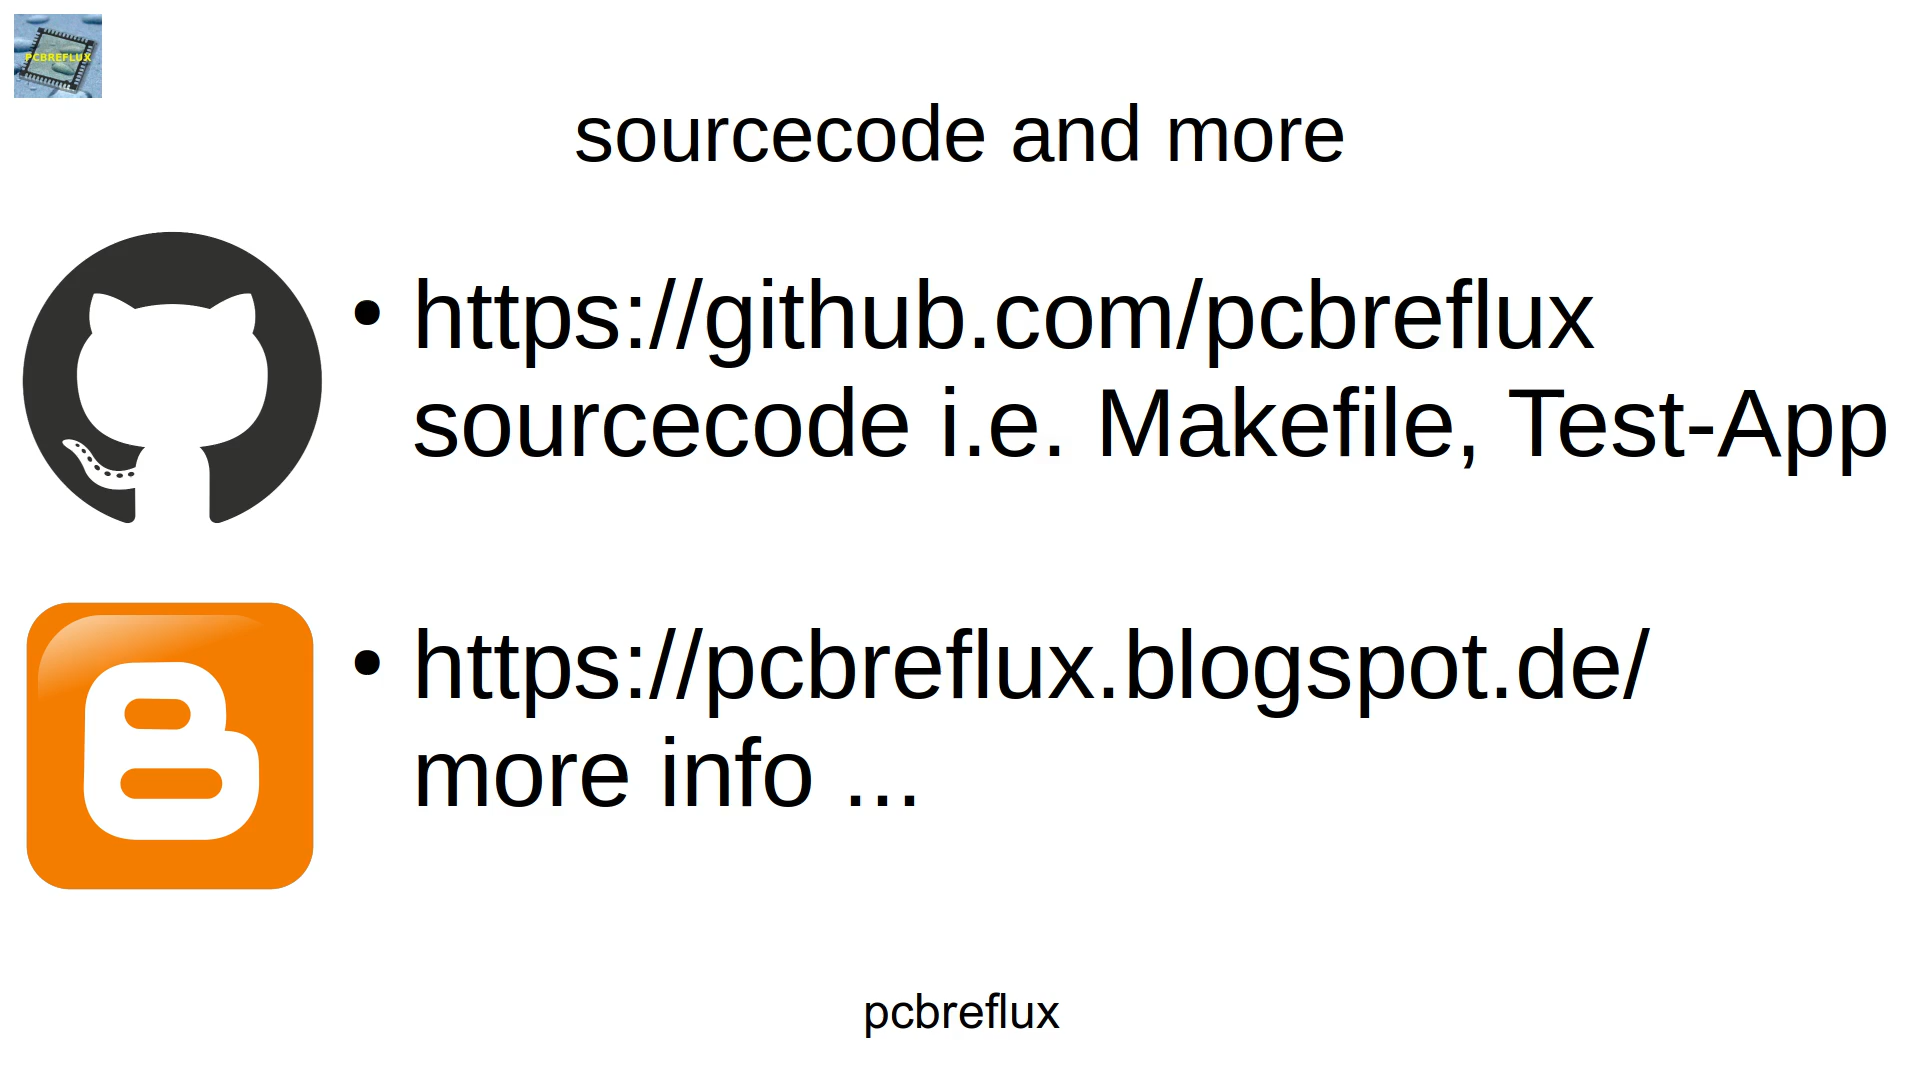 PCBREFLUX
sourcecode and more
• https://github.com/pcbreflux
sourcecode i.e. Makefile, Test-App
• https://pcbreflux.blogspot.de/
more info ...
pcbreflux